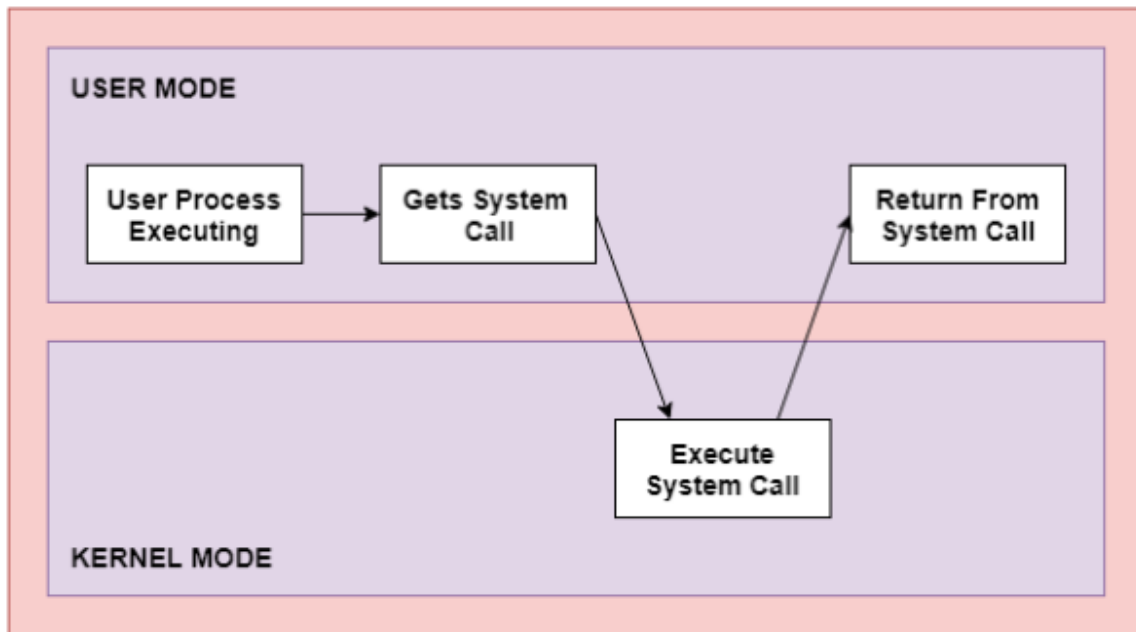 USER MODE
User Process
Executing
Gets System
Call
Return From
System Call
Execute
System Call
KERNEL MODE